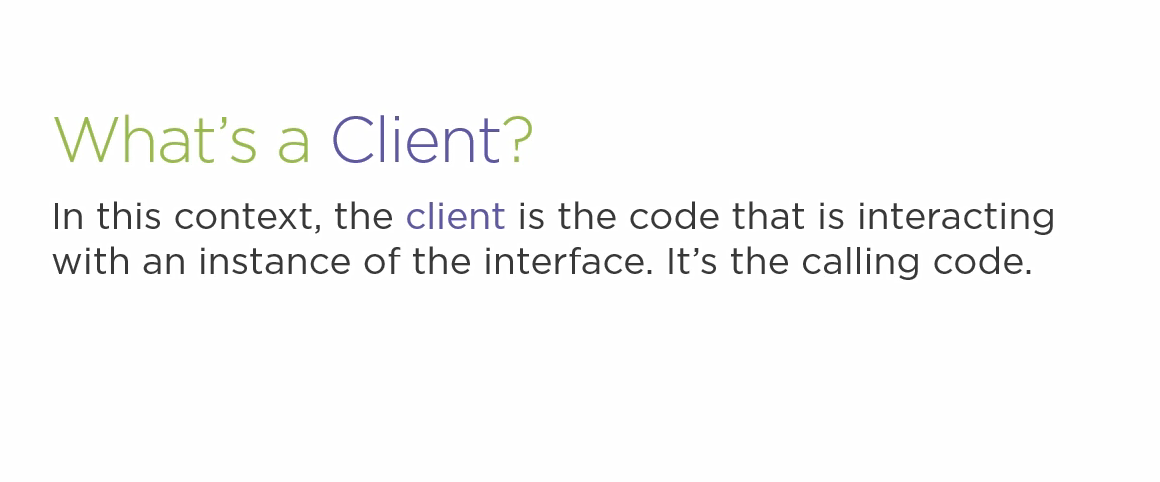 What’s a Client?
In this context, the client is the code that is interacting
with an instance of the interface. It’s the calling code.